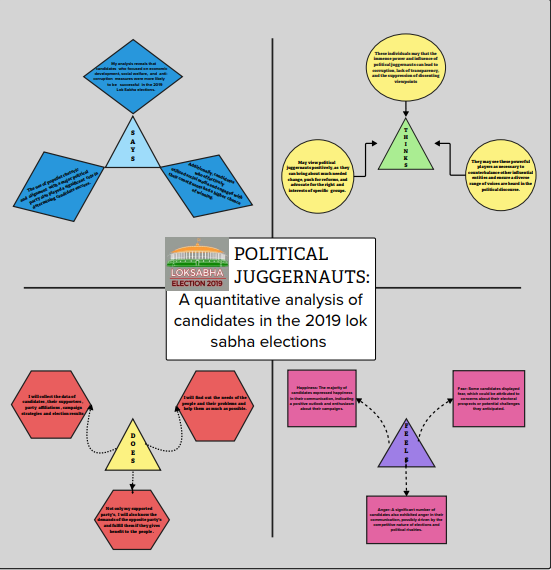 My analysis reveals that
candidates who focused on economic
development, social welfare, and anti-
corruption measures were more likely
to be successful in the 2019
Lok Sabha elections.
S
A
Y
S
The use of populist rhetoric
and alignment with a major political
party also played a significant role in
determining candidate success.
Additionally, candidates
who effectively
their
of winning
These individuals may that the
immense power and influence of
political juggernauts can lead to
corruption, lack of transparency,
and the suppression of dissenting
viewpoints
T
H
I
N
K
S
May view political
juggernauts positively, as they
can bring about much needed
change, push for reforms, and
advocate for the right and
interests of specific groups.
They may see these powerful
players as necessary to
counterbalance other influential
entities and ensure a diverse
range of voices are heard in the
political discourse.
LOKSABHA
ELECTION 2019
POLITICAL
JUGGERNAUTS:
A quantitative analysis of
candidates in the 2019 lok
sabha elections
I will collect the data of
candidates, their supporters,
party affiliations, campaign
strategies and election results.
I will find out the needs of the
people and their problems and
help them as much as possible.
D
O
E
S
Not only my supported
party's, I will also know the
demands of the opposite party's
and fulfill them if they give
benefit to the people.
Happiness: The majority of
candidates expressed happiness
in their communication, indicating
a positive outlook and enthusiasm
about their campaigns.
Fear: Some candidates displayed
fear, which could be attributed to
concerns about their electoral
prospects or potential challenges
they anticipated.
F
E
E
L
S
Anger: A significant number of
candidates also exhibited anger in their
communication, possibly driven by the
competitive nature of elections and
political rivalries.